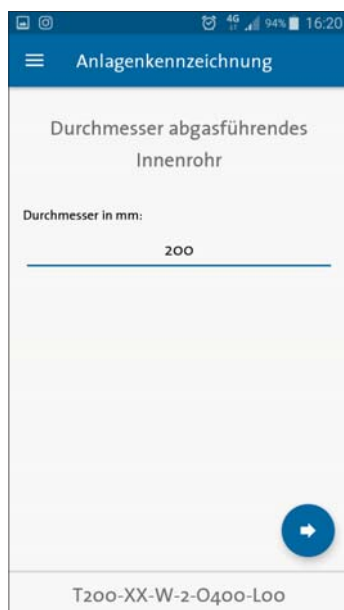 4G 94% 16:20
Anlagenkennzeichnung
Durchmesser abgasführendes
Innenrohr
Durchmesser in mm:
200
T200-XX-W-2-O400-L00